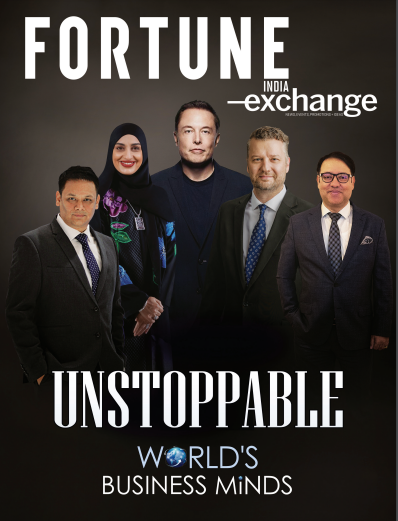 FORTUNE
INDIA
exchange
UNSTOPPABLE
WORLD'S
BUSINESS MiNDS